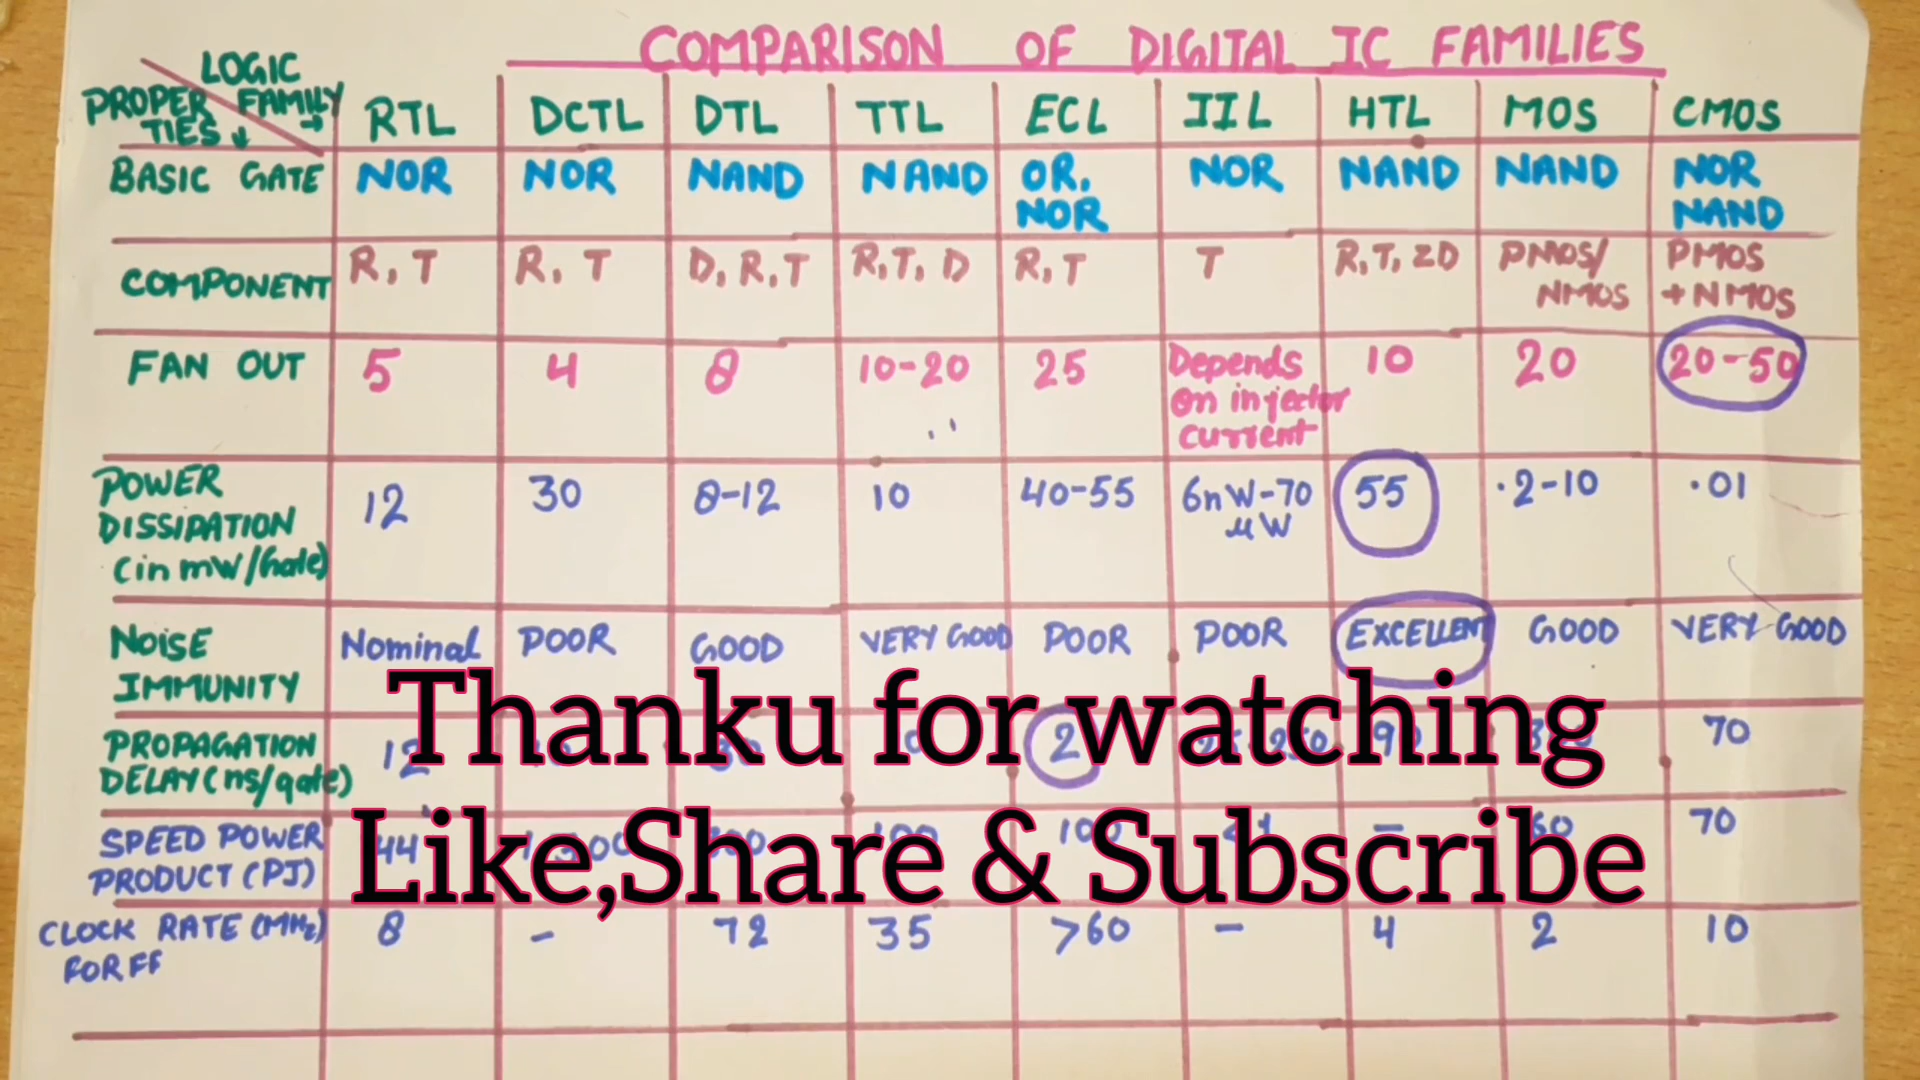 COMPARISON OF DIGITAL IC FAMILIES
LOGIC FAMILY →
PROPERTIES ↓
RTL DCTL DTL TTL ECL IIL HTL MOS CMOS
BASIC GATE NOR NOR NAND NAND OR, NOR NOR NAND NAND NOR NAND
COMPONENT R, T R, T D, R, T R, T, D R, T T R, T, ZD PMOS/ NMOS PMOS + NMOS
FAN OUT 5 4 8 10-20 25 Depends on injector current 10 20 20-50
POWER DISSIPATION (in mW/Gate) 12 30 8-12 10 40-55 6nW-70 μW 55 .2-10 .01
NOISE IMMUNITY Nominal POOR GOOD VERY GOOD POOR POOR EXCELLENT GOOD VERY GOOD
Thanku for watching
PROPAGATION DELAY (ns/gate) 12 2 70
Like,Share & Subscribe
SPEED POWER PRODUCT (PJ) 100 70
CLOCK RATE (MHz) FOR FF 8 - 72 35 >60 - 4 2 10